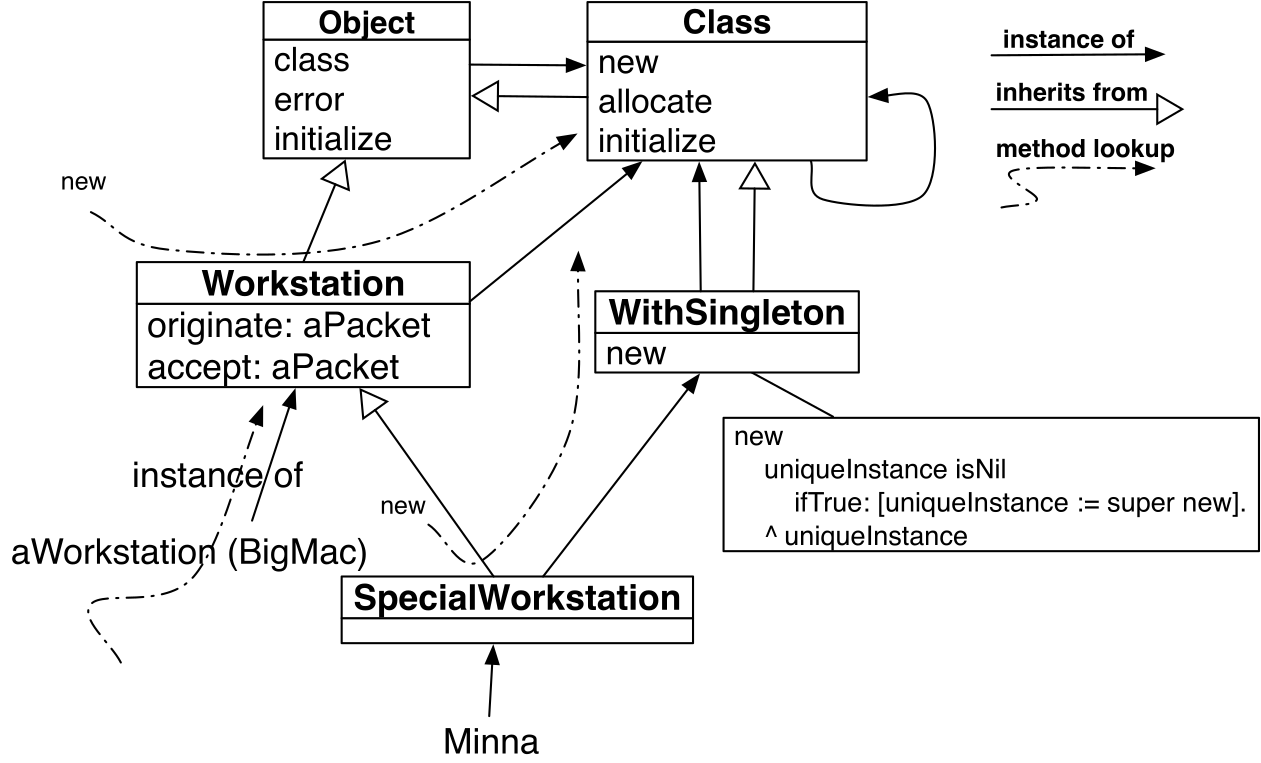 Object
class
error
initialize
Class
new
allocate
initialize
instance of
inherits from
method lookup
new
Workstation
originate: aPacket
accept: aPacket
WithSingleton
new
new
uniqueInstance isNil
ifTrue: [uniqueInstance := super new].
^ uniqueInstance
instance of
new
aWorkstation (BigMac)
SpecialWorkstation
Minna